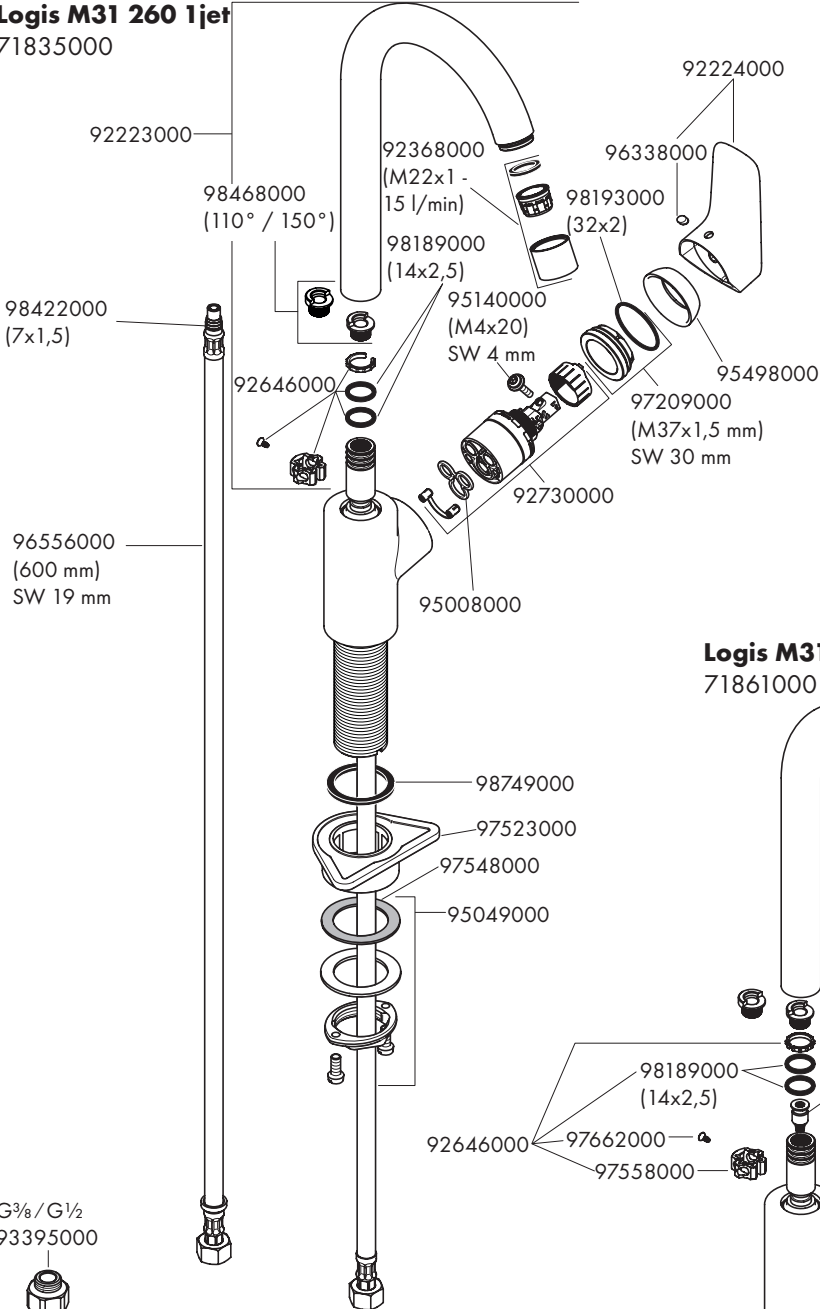 Logis M31 260 1jet
71835000
92223000
92224000
92368000
(M22x1 -
15 l/min)
96338000
98468000
(110° / 150°)
98193000
(32x2)
98189000
(14x2,5)
98422000
(7x1,5)
95140000
(M4x20)
SW 4 mm
92646000
95498000
97209000
(M37x1,5 mm)
SW 30 mm
92730000
96556000
(600 mm)
SW 19 mm
95008000
Logis M31
71861000
98749000
97523000
97548000
95049000
98189000
(14x2,5)
92646000
97662000
97558000
G⅜ / G½
93395000